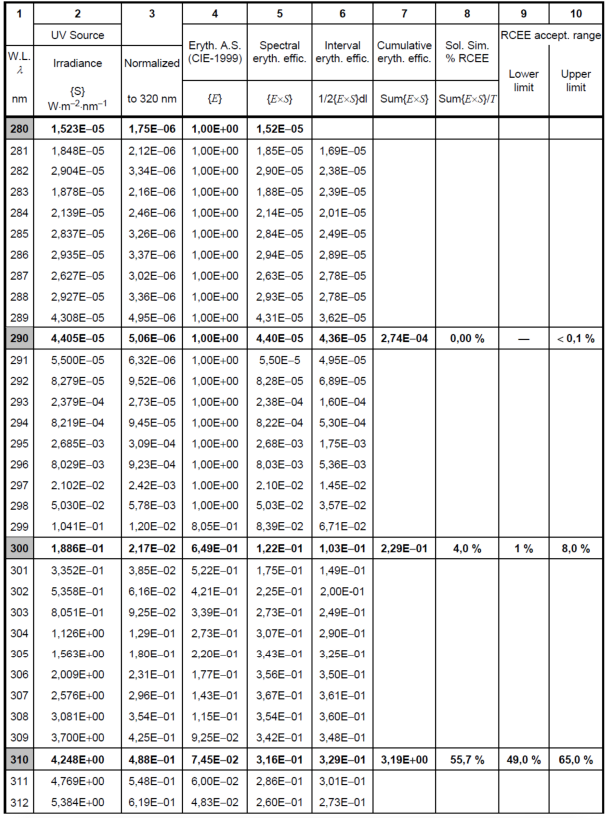 1 2 3 4 5 6 7 8 9 10
W.L. λ UV Source Eryth. A.S. (CIE-1999) Spectral eryth. effic. Interval eryth. effic. Cumulative eryth. effic. Sol. Sim. % RCEE RCEE accept. range
Irradiance Normalized Lower limit Upper limit
nm {S} W·m–2·nm–1 to 320 nm {E} {E×S} 1/2{E×S}dl Sum{E×S} Sum{E×S}/T
280 1,523E–05 1,75E–06 1,00E+00 1,52E–05
281 1,848E–05 2,12E–06 1,00E+00 1,85E–05 1,69E–05
282 2,904E–05 3,34E–06 1,00E+00 2,90E–05 2,38E–05
283 1,878E–05 2,16E–06 1,00E+00 1,88E–05 2,39E–05
284 2,139E–05 2,46E–06 1,00E+00 2,14E–05 2,01E–05
285 2,837E–05 3,26E–06 1,00E+00 2,84E–05 2,49E–05
286 2,935E–05 3,37E–06 1,00E+00 2,94E–05 2,89E–05
287 2,627E–05 3,02E–06 1,00E+00 2,63E–05 2,78E–05
288 2,927E–05 3,36E–06 1,00E+00 2,93E–05 2,78E–05
289 4,308E–05 4,95E–06 1,00E+00 4,31E–05 3,62E–05
290 4,405E–05 5,06E–06 1,00E+00 4,40E–05 4,36E–05 2,74E–04 0,00 % — < 0,1 %
291 5,500E–05 6,32E–06 1,00E+00 5,50E–5 4,95E–05
292 8,279E–05 9,52E–06 1,00E+00 8,28E–05 6,89E–05
293 2,379E–04 2,73E–05 1,00E+00 2,38E–04 1,60E–04
294 8,219E–04 9,45E–05 1,00E+00 8,22E–04 5,30E–04
295 2,685E–03 3,09E–04 1,00E+00 2,68E–03 1,75E–03
296 8,029E–03 9,23E–04 1,00E+00 8,03E–03 5,36E–03
297 2,102E–02 2,42E–03 1,00E+00 2,10E–02 1,45E–02
298 5,030E–02 5,78E–03 1,00E+00 5,03E–02 3,57E–02
299 1,041E–01 1,20E–02 8,05E–01 8,39E–02 6,71E–02
300 1,886E–01 2,17E–02 6,49E–01 1,22E–01 1,03E–01 2,29E–01 4,0 % 1 % 8,0 %
301 3,352E–01 3,85E–02 5,22E–01 1,75E–01 1,49E–01
302 5,358E–01 6,16E–02 4,21E–01 2,25E–01 2,00E-01
303 8,051E–01 9,25E–02 3,39E–01 2,73E–01 2,49E–01
304 1,126E+00 1,29E–01 2,73E–01 3,07E–01 2,90E–01
305 1,563E+00 1,80E–01 2,20E–01 3,43E–01 3,25E–01
306 2,009E+00 2,31E–01 1,77E–01 3,56E–01 3,50E–01
307 2,576E+00 2,96E–01 1,43E–01 3,67E–01 3,61E–01
308 3,081E+00 3,54E–01 1,15E–01 3,54E–01 3,60E–01
309 3,700E+00 4,25E–01 9,25E–02 3,42E–01 3,48E–01
310 4,248E+00 4,88E–01 7,45E–02 3,16E–01 3,29E–01 3,19E+00 55,7 % 49,0 % 65,0 %
311 4,769E+00 5,48E–01 6,00E–02 2,86E–01 3,01E–01
312 5,384E+00 6,19E–01 4,83E–02 2,60E–01 2,73E–01